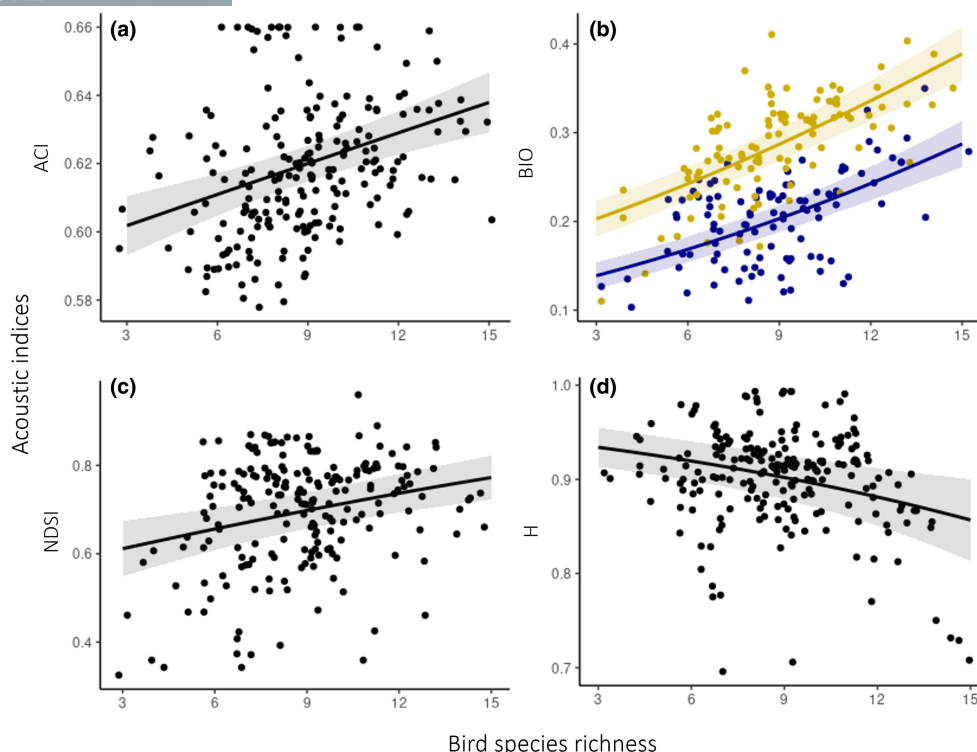 (a)
0.66
0.64
0.62
0.60
0.58
ACI
3 6 9 12 15
(b)
0.4
0.3
0.2
0.1
BIO
3 6 9 12 15
Acoustic indices
(c)
0.8
0.6
0.4
NDSI
3 6 9 12 15
(d)
1.0
0.9
0.8
0.7
H
3 6 9 12 15
Bird species richness